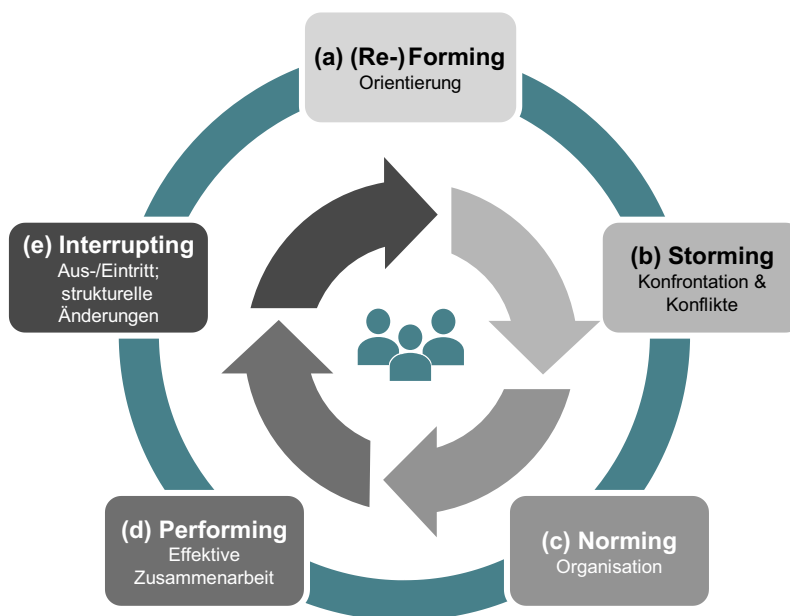 (a) (Re-) Forming
Orientierung
(b) Storming
Konfrontation &
Konflikte
(c) Norming
Organisation
(d) Performing
Effektive
Zusammenarbeit
(e) Interrupting
Aus-/Eintritt;
strukturelle
Änderungen